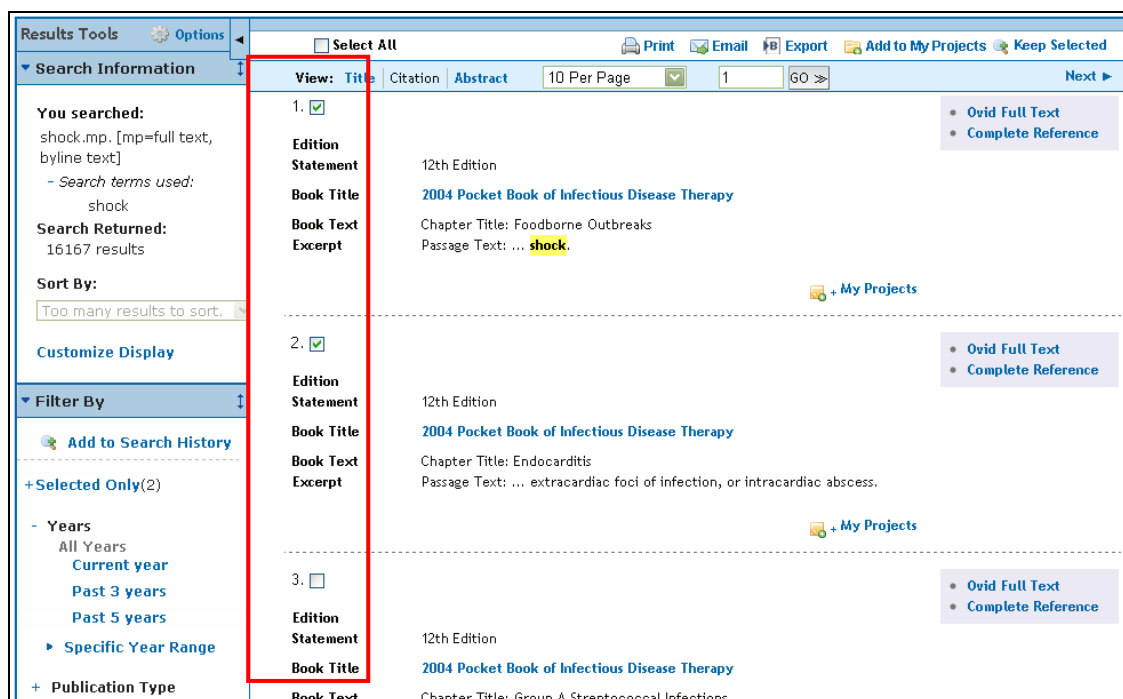 Results Tools Options
Search Information
You searched:
shock.mp. [mp=full text,
byline text]
- Search terms used:
shock
Search Returned:
16167 results
Sort By:
Too many results to sort.
Customize Display
Filter By
Add to Search History
+Selected Only(2)
- Years
All Years
Current year
Past 3 years
Past 5 years
Specific Year Range
+ Publication Type
Select All Print Email Export Add to My Projects Keep Selected
View: Title | Citation | Abstract 10 Per Page 1 GO ≫ Next ►
1.
Ovid Full Text
Complete Reference
Edition
Statement 12th Edition
Book Title 2004 Pocket Book of Infectious Disease Therapy
Book Text Chapter Title: Foodborne Outbreaks
Excerpt Passage Text: ... shock.
+ My Projects
2.
Ovid Full Text
Complete Reference
Edition
Statement 12th Edition
Book Title 2004 Pocket Book of Infectious Disease Therapy
Book Text Chapter Title: Endocarditis
Excerpt Passage Text: ... extracardiac foci of infection, or intracardiac abscess.
+ My Projects
3.
Ovid Full Text
Complete Reference
Edition
Statement 12th Edition
Book Title 2004 Pocket Book of Infectious Disease Therapy
Book Text Chapter Title: Group A Streptococcal Infections